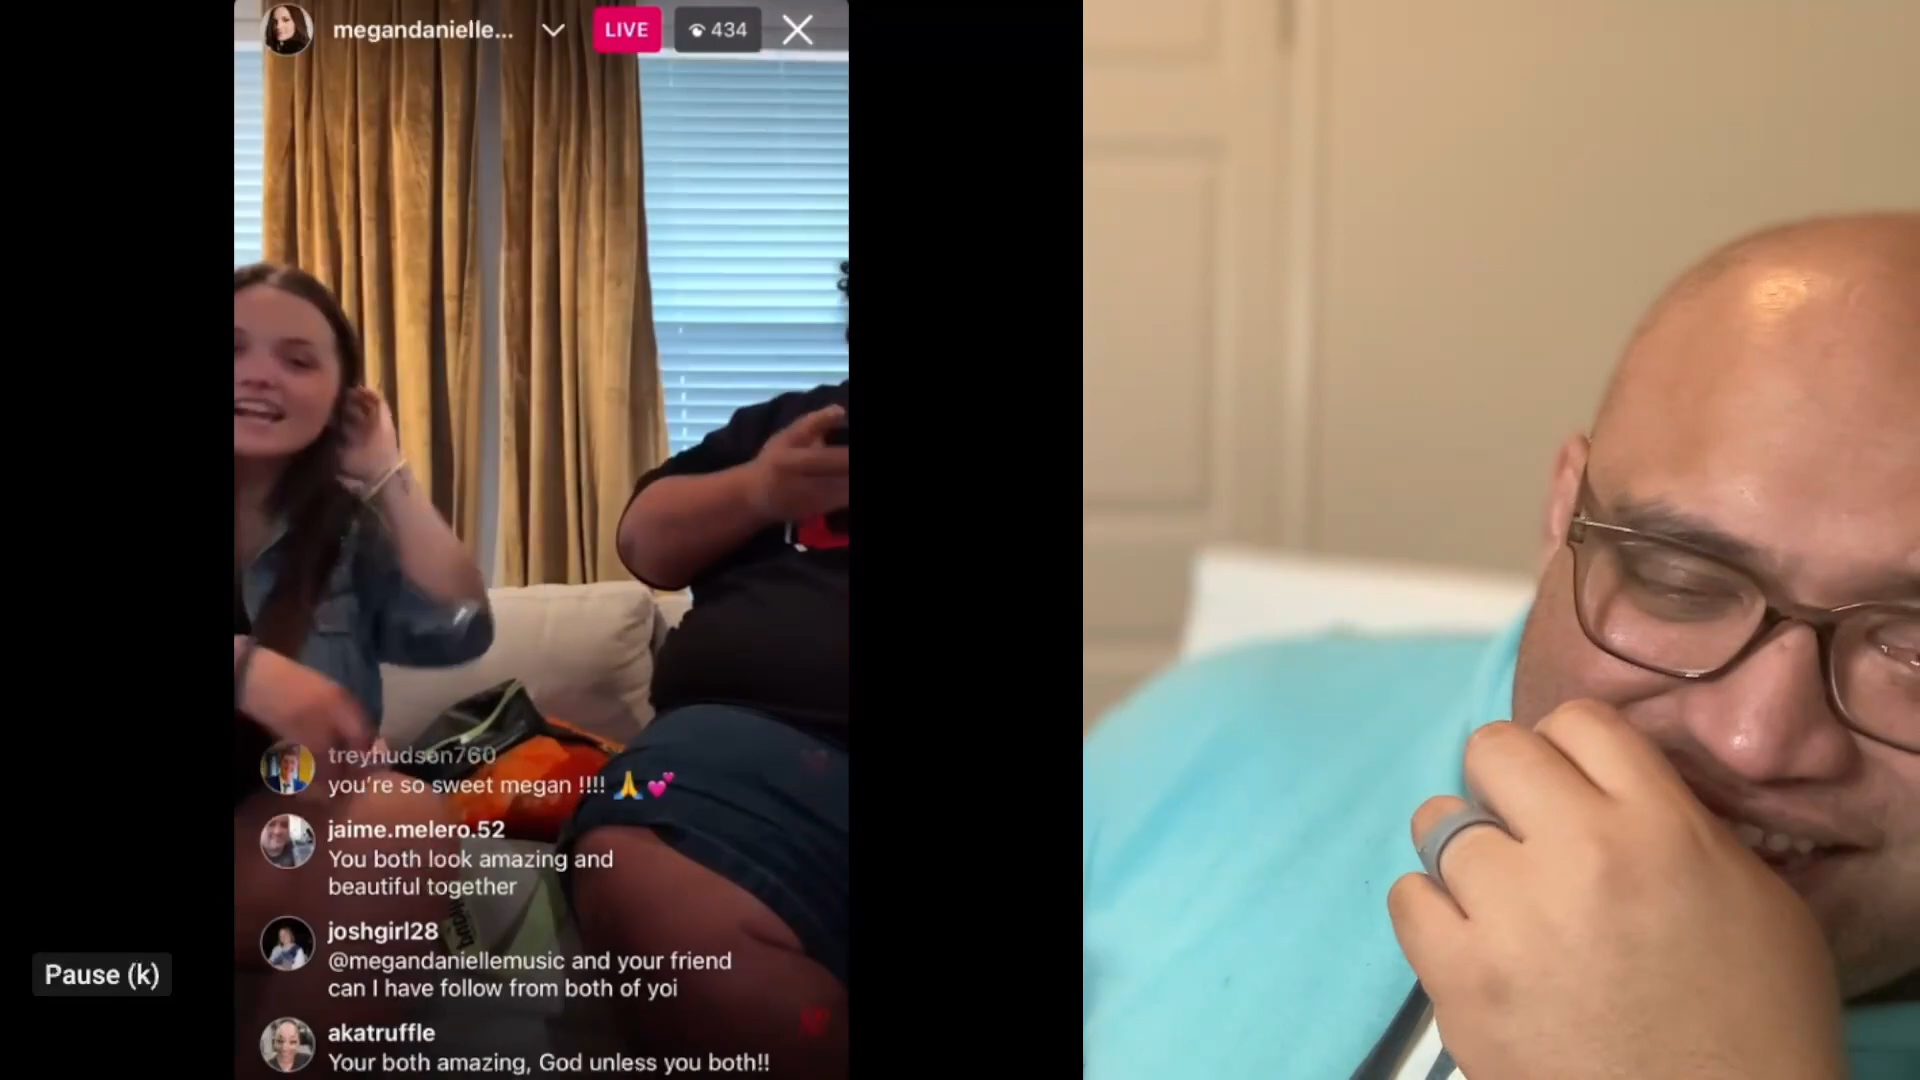 megandanielle...
LIVE
434
treyhudson760
you're so sweet megan !!!! 🙏💕
jaime.melero.52
You both look amazing and
beautiful together
joshgirl28
@megandaniellemusic and your friend
can I have follow from both of yoi
akatruffle
Your both amazing, God unless you both!!
Pause (k)